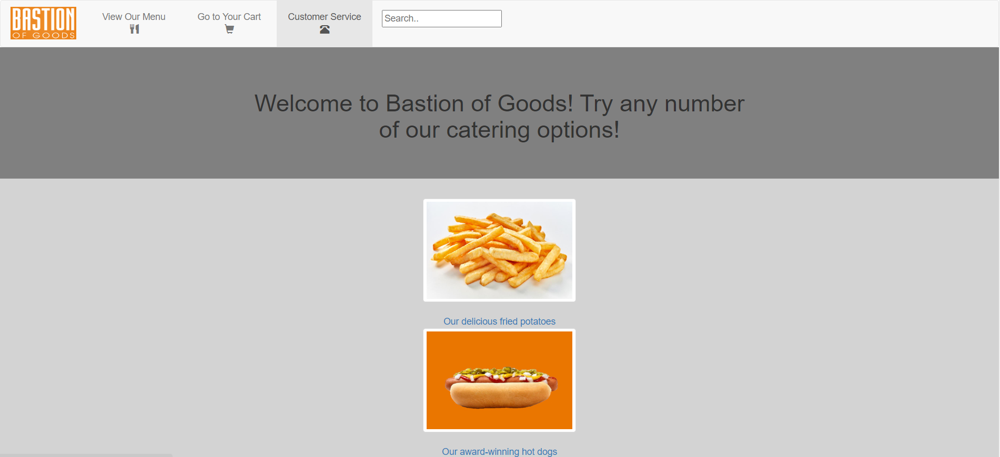 BASTION
OF GOODS
View Our Menu
Go to Your Cart
Customer Service
Search..
Welcome to Bastion of Goods! Try any number
of our catering options!
Our delicious fried potatoes
Our award-winning hot dogs